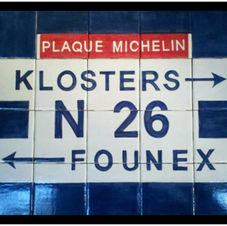 PLAQUE MICHELIN
KLOSTERS →
N 26
← FOUNEX